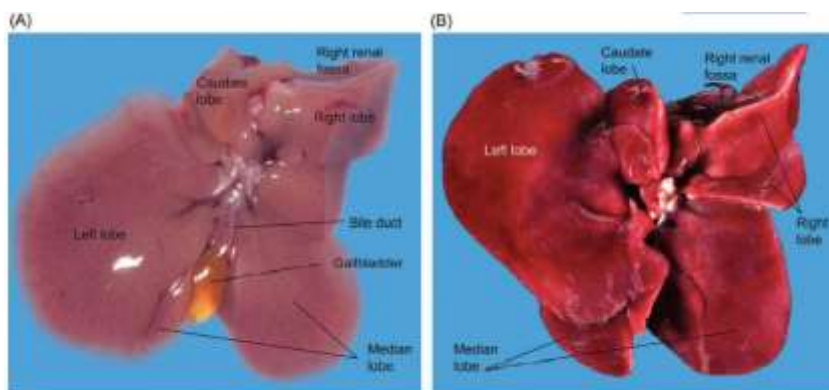 (A)
Right renal
fossa
Caudate
lobe
Right lobe
Left lobe
Bile duct
Gallbladder
Median
lobe
(B)
Caudate
lobe
Right renal
fossa
Left lobe
Right
lobe
Median
lobe